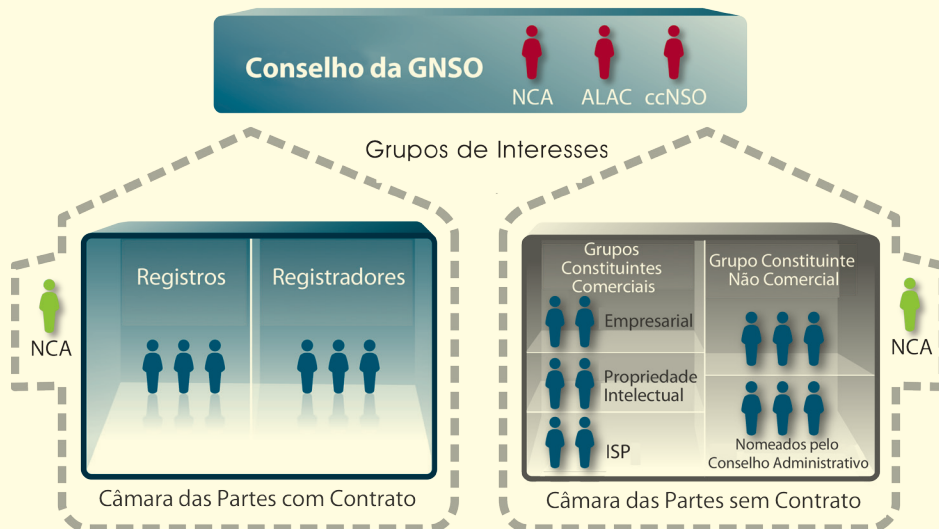 Conselho da GNSO
NCA
ALAC
ccNSO
Grupos de Interesses
NCA
Registros
Registradores
Câmara das Partes com Contrato
Grupos
Constituintes
Comerciais
Empresarial
Propriedade
Intelectual
ISP
Grupo Constituinte
Não Comercial
Nomeados pelo
Conselho Administrativo
NCA
Câmara das Partes sem Contrato